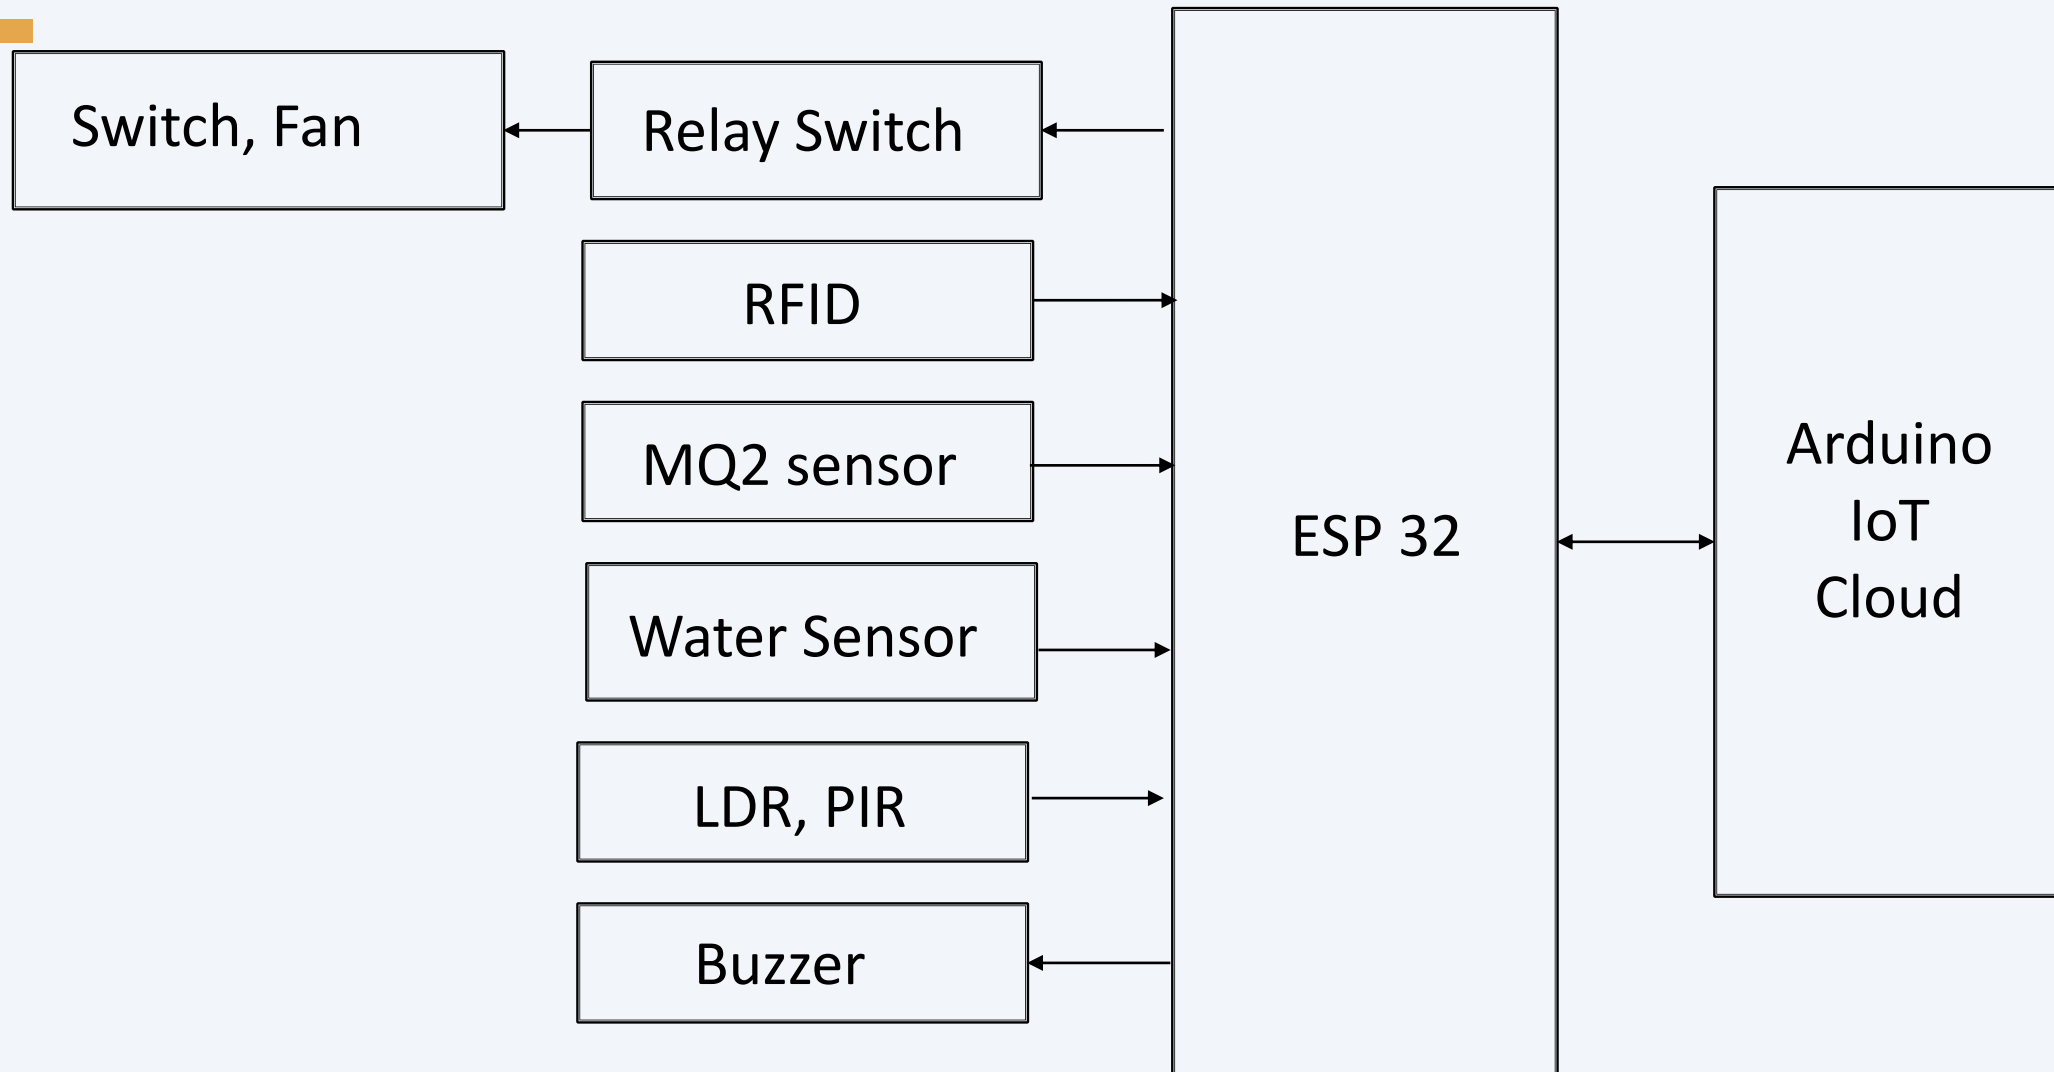 Switch, Fan
Relay Switch
RFID
MQ2 sensor
Water Sensor
LDR, PIR
Buzzer
ESP 32
Arduino
IoT
Cloud